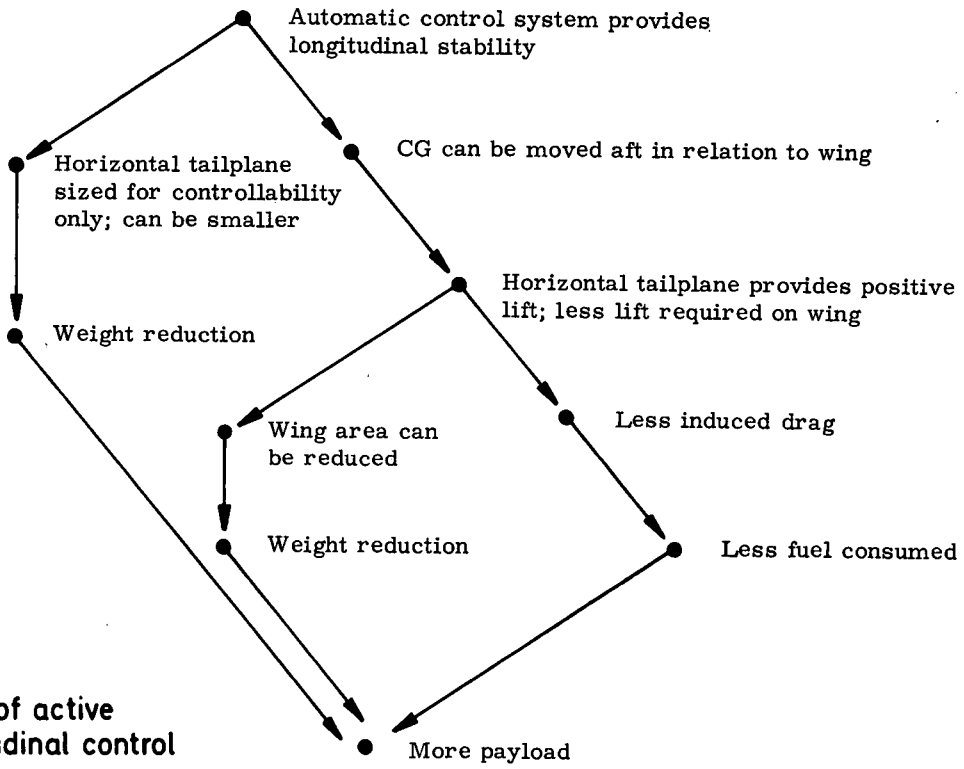 Automatic control system provides
longitudinal stability
Horizontal tailplane
sized for controllability
only; can be smaller
CG can be moved aft in relation to wing
Horizontal tailplane provides positive
lift; less lift required on wing
Weight reduction
Wing area can
be reduced
Less induced drag
Weight reduction
Less fuel consumed
of active
control
More payload